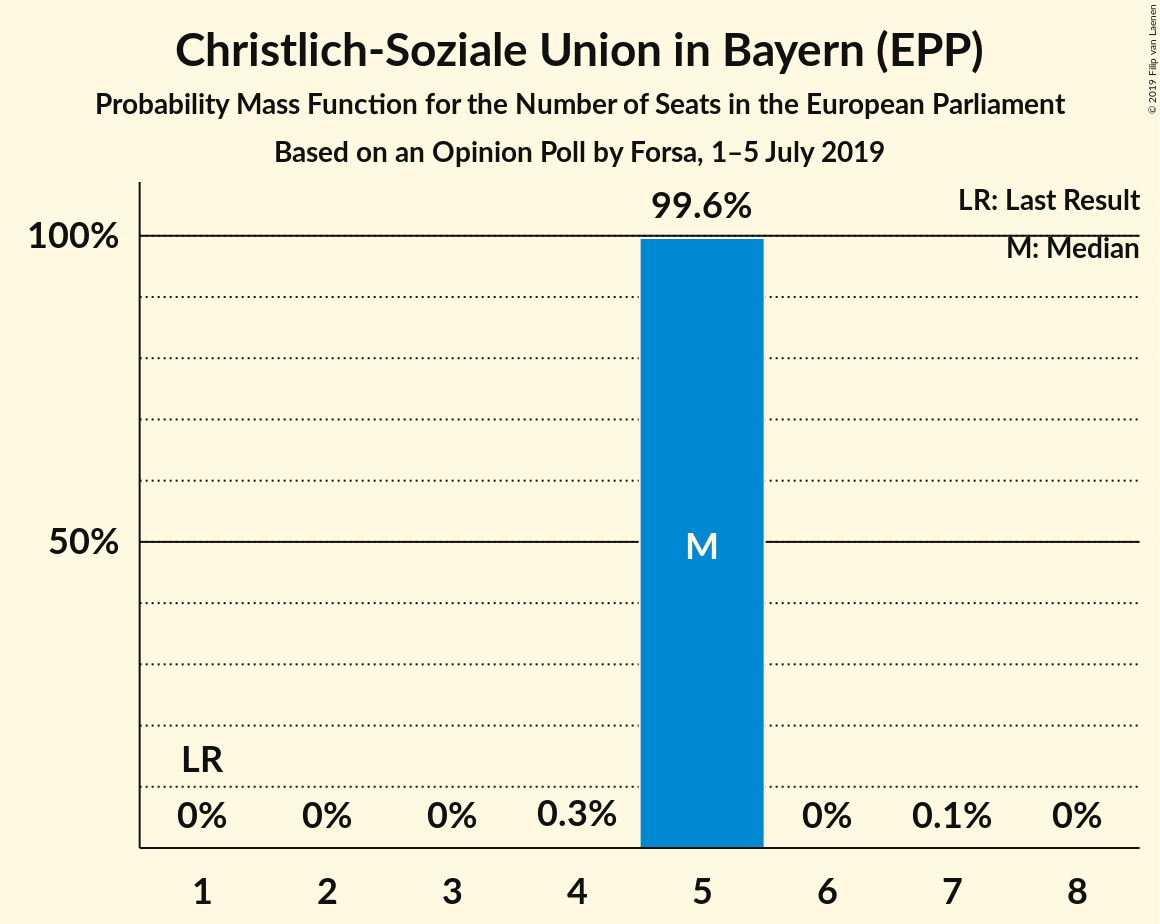 Christlich-Soziale Union in Bayern (EPP)
Probability Mass Function for the Number of Seats in the European Parliament
Based on an Opinion Poll by Forsa, 1–5 July 2019
© 2019 Filip van Laenen
LR: Last Result
M: Median
99.6%
100%
50%
M
LR
0% 0% 0% 0.3% 0% 0.1% 0%
1 2 3 4 5 6 7 8